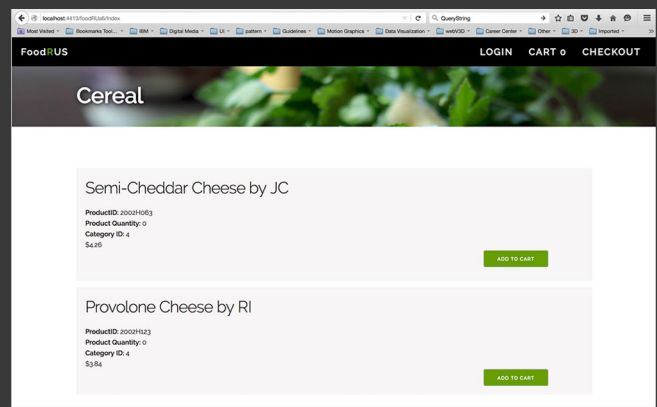 localhost:4413/foodRUs6/Index
QueryString
Most Visited
Bookmarks Tool...
IBM
Digital Media
UI
pattern
Guidelines
Motion Graphics
Data Visualization
webV3D
Career Center
Other
3D
Imported
FoodRUS
LOGIN CART 0 CHECKOUT
Cereal
Semi-Cheddar Cheese by JC
ProductID: 2002H063
Product Quantity: 0
Category ID: 4
$4.26
ADD TO CART
Provolone Cheese by RI
ProductID: 2002H123
Product Quantity: 0
Category ID: 4
$3.84
ADD TO CART